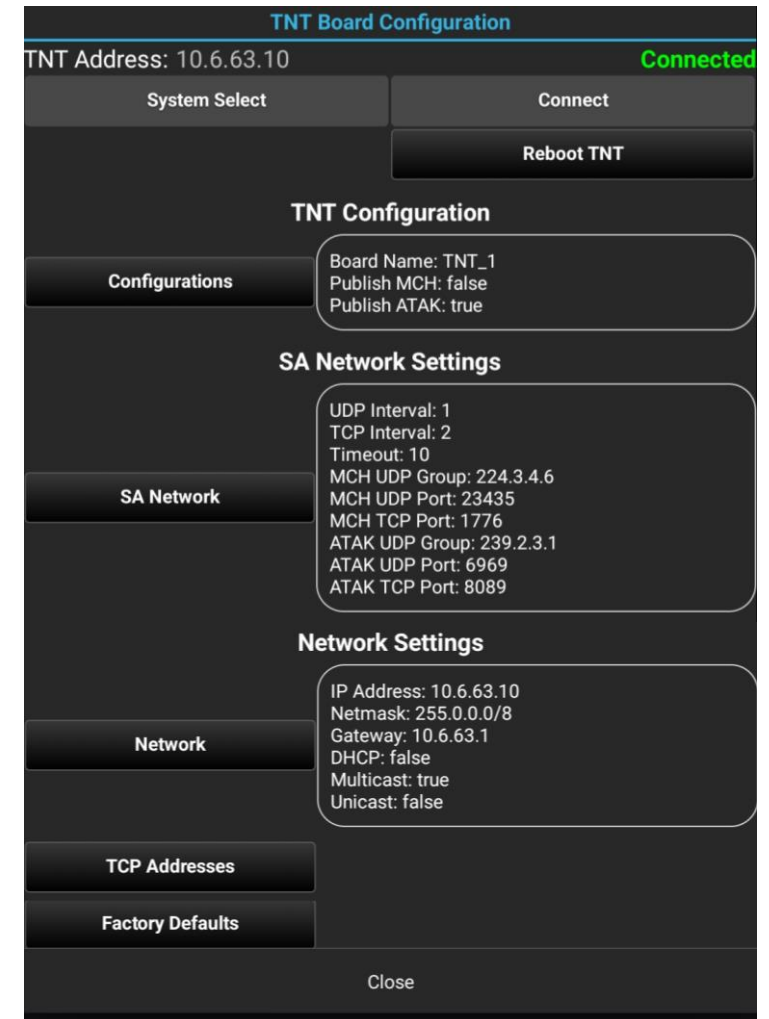 TNT Board Configuration
TNT Address: 10.6.63.10 Connected
System Select Connect
Reboot TNT
TNT Configuration
Configurations
Board Name: TNT_1
Publish MCH: false
Publish ATAK: true
SA Network Settings
SA Network
UDP Interval: 1
TCP Interval: 2
Timeout: 10
MCH UDP Group: 224.3.4.6
MCH UDP Port: 23435
MCH TCP Port: 1776
ATAK UDP Group: 239.2.3.1
ATAK UDP Port: 6969
ATAK TCP Port: 8089
Network Settings
Network
IP Address: 10.6.63.10
Netmask: 255.0.0.0/8
Gateway: 10.6.63.1
DHCP: false
Multicast: true
Unicast: false
TCP Addresses
Factory Defaults
Close